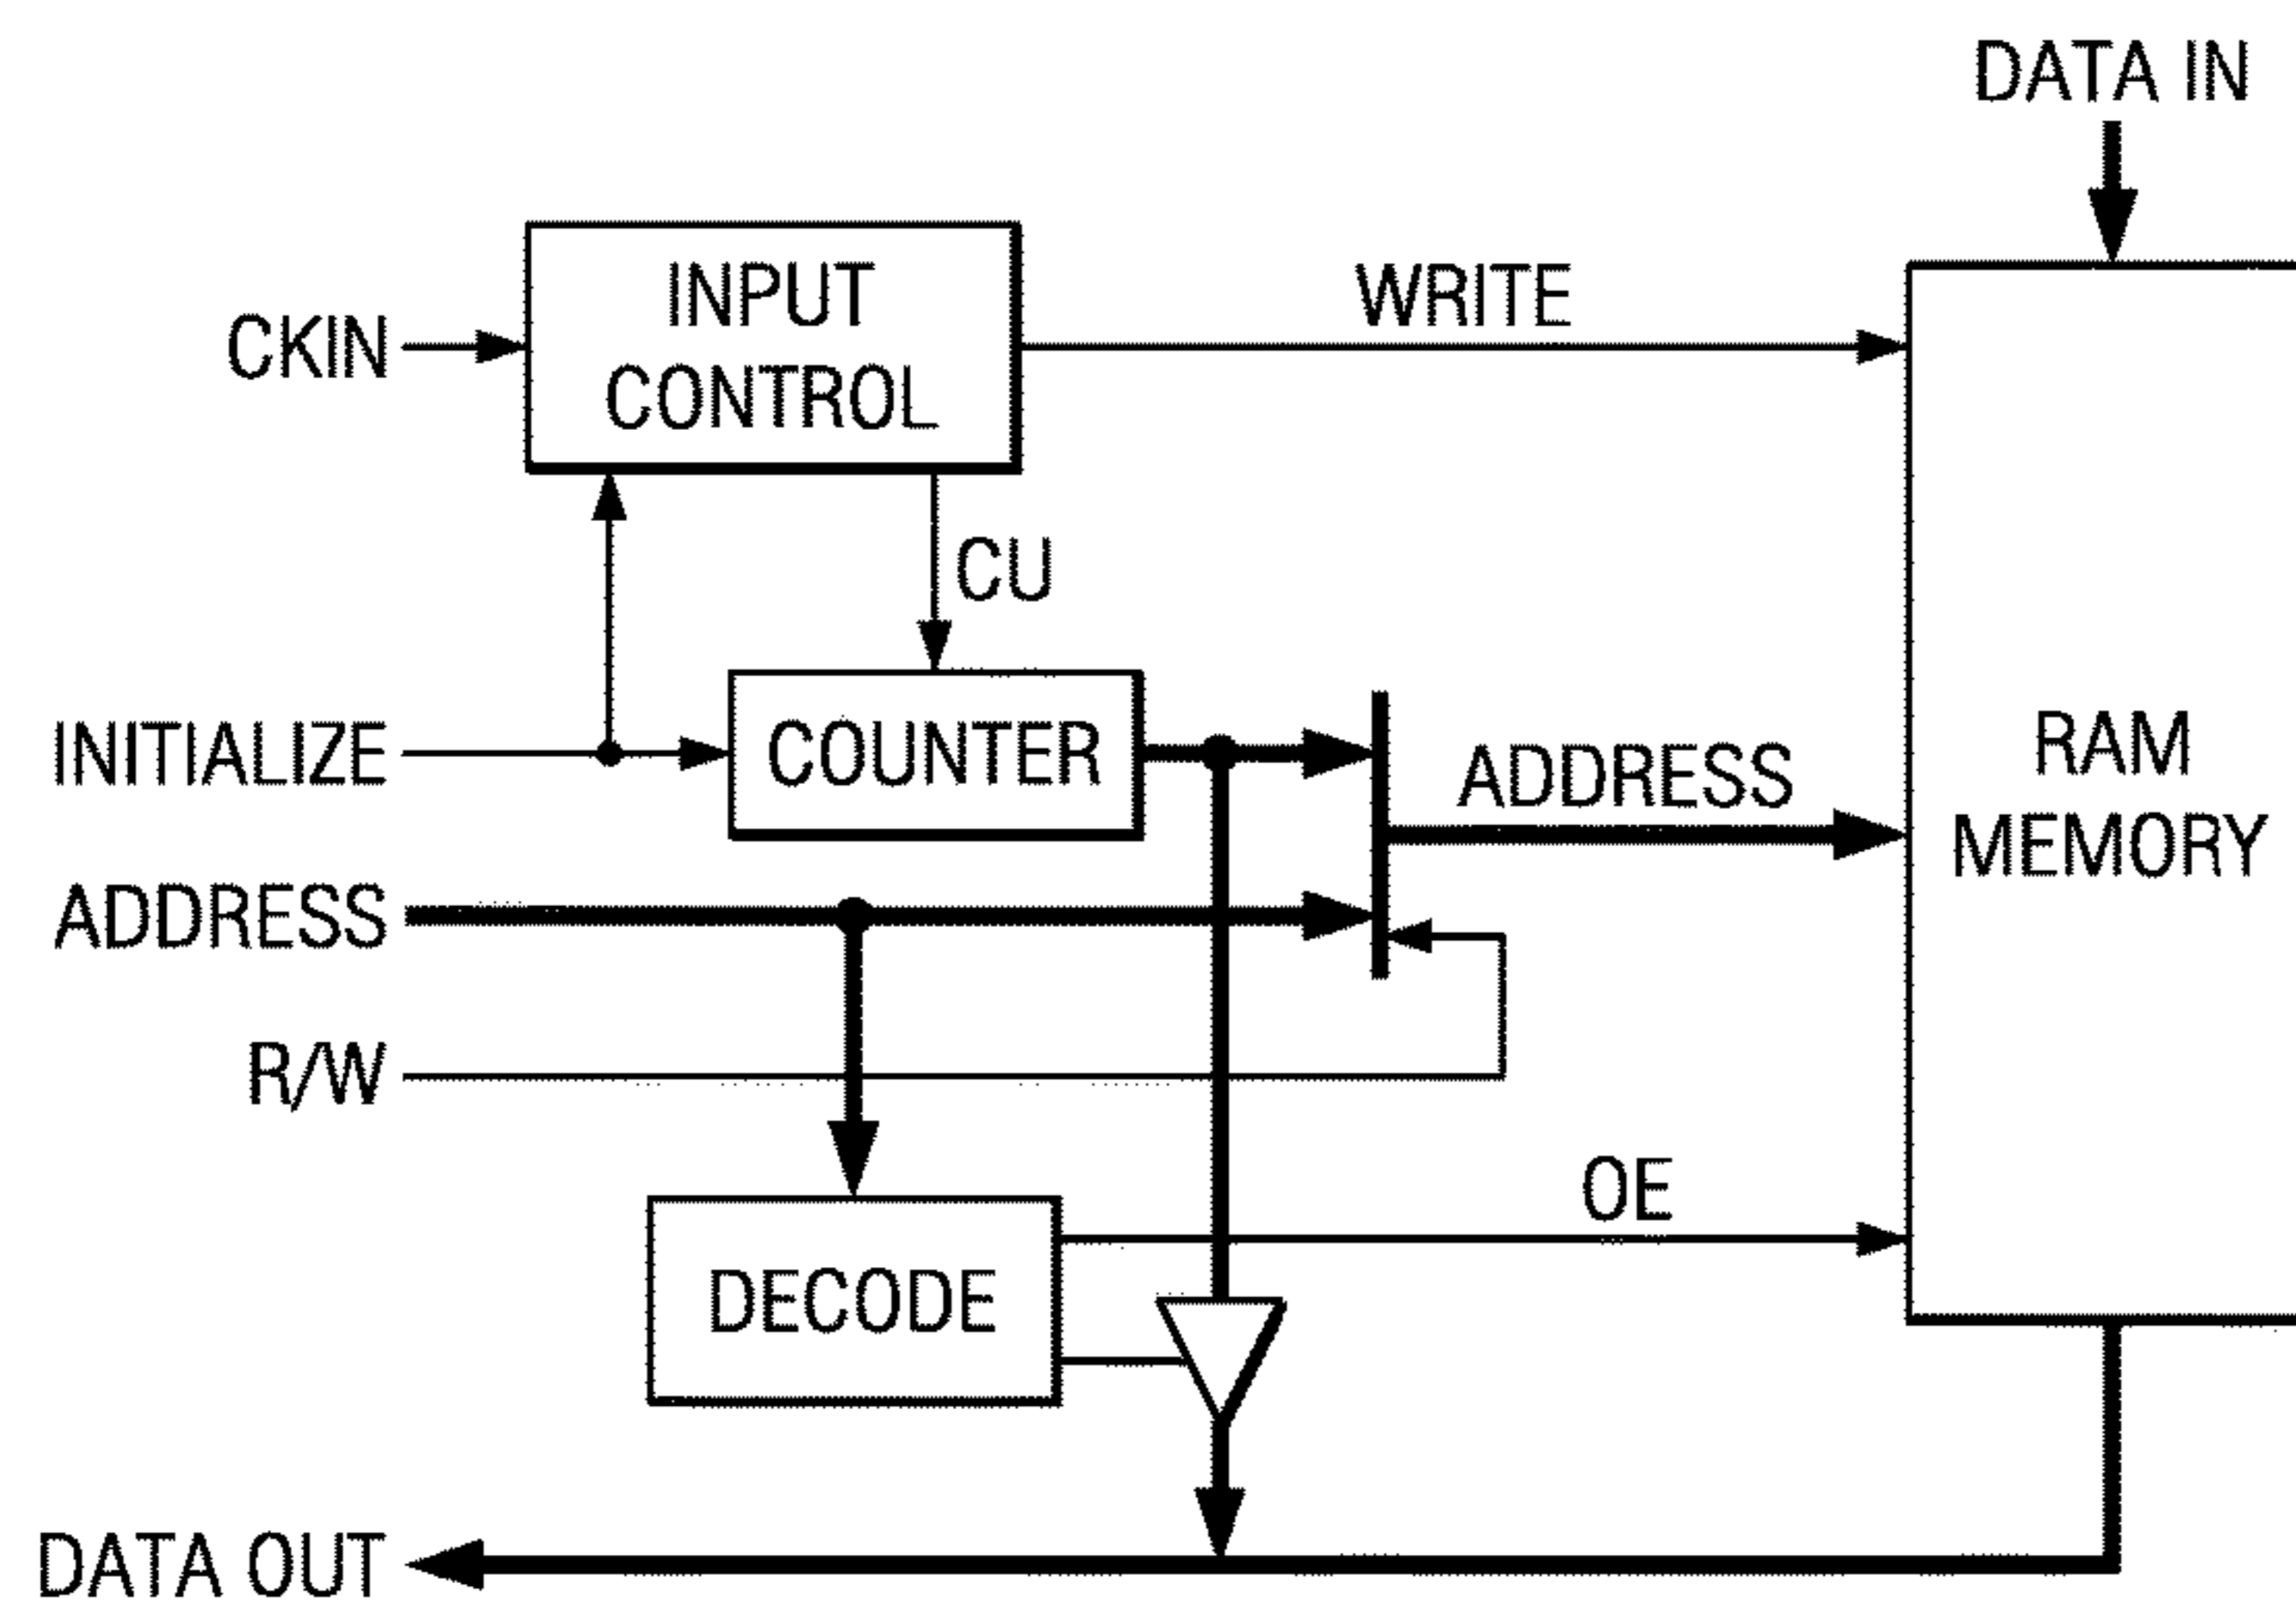 DATA IN
INPUT
CONTROL
WRITE
CKIN
CU
INITIALIZE
COUNTER
ADDRESS
RAM
MEMORY
ADDRESS
R/W
OE
DECODE
DATA OUT